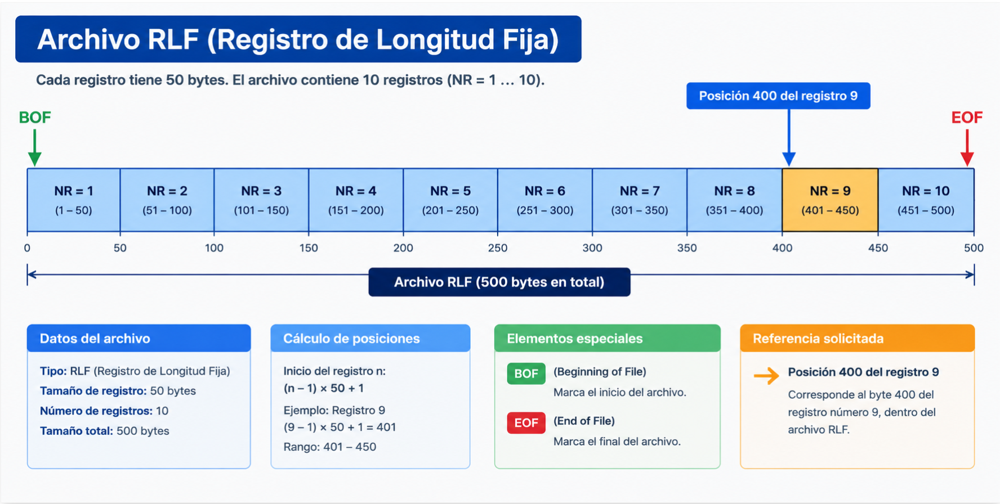 Archivo RLF (Registro de Longitud Fija)
Cada registro tiene 50 bytes. El archivo contiene 10 registros (NR = 1 … 10).
Posición 400 del registro 9
BOF
EOF
NR = 1
(1 – 50)
NR = 2
(51 – 100)
NR = 3
(101 – 150)
NR = 4
(151 – 200)
NR = 5
(201 – 250)
NR = 6
(251 – 300)
NR = 7
(301 – 350)
NR = 8
(351 – 400)
NR = 9
(401 – 450)
NR = 10
(451 – 500)
0
50
100
150
200
250
300
350
400
450
500
Archivo RLF (500 bytes en total)
Datos del archivo
Tipo: RLF (Registro de Longitud Fija)
Tamaño de registro: 50 bytes
Número de registros: 10
Tamaño total: 500 bytes
Cálculo de posiciones
Inicio del registro n:
(n – 1) × 50 + 1
Ejemplo: Registro 9
(9 – 1) × 50 + 1 = 401
Rango: 401 – 450
Elementos especiales
BOF (Beginning of File)
Marca el inicio del archivo.
EOF (End of File)
Marca el final del archivo.
Referencia solicitada
Posición 400 del registro 9
Corresponde al byte 400 del
registro número 9, dentro del
archivo RLF.